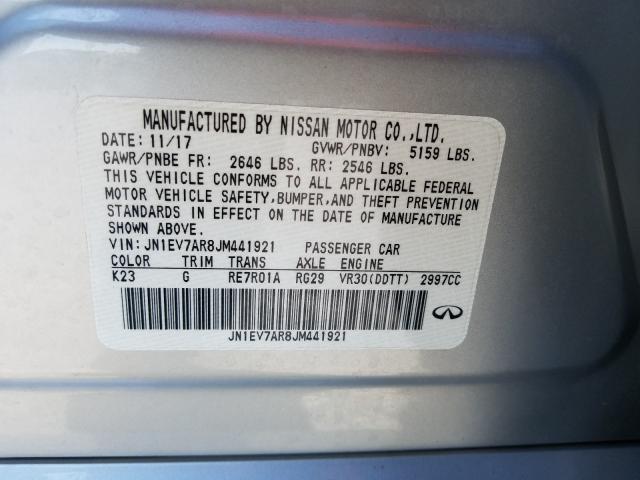 MANUFACTURED BY NISSAN MOTOR CO.,LTD.
DATE: 11/17 GVWR/PNBV: 5159 LBS.
GAWR/PNBE FR: 2646 LBS. RR: 2546 LBS.
THIS VEHICLE CONFORMS TO ALL APPLICABLE FEDERAL
MOTOR VEHICLE SAFETY, BUMPER, AND THEFT PREVENTION
STANDARDS IN EFFECT ON THE DATE OF MANUFACTURE
SHOWN ABOVE.
VIN: JN1EV7AR8JM441921 PASSENGER CAR
COLOR TRIM TRANS AXLE ENGINE
K23 G RE7R01A RG29 VR30(DDTT) 2997CC
JN1EV7AR8JM441921
INFINITI